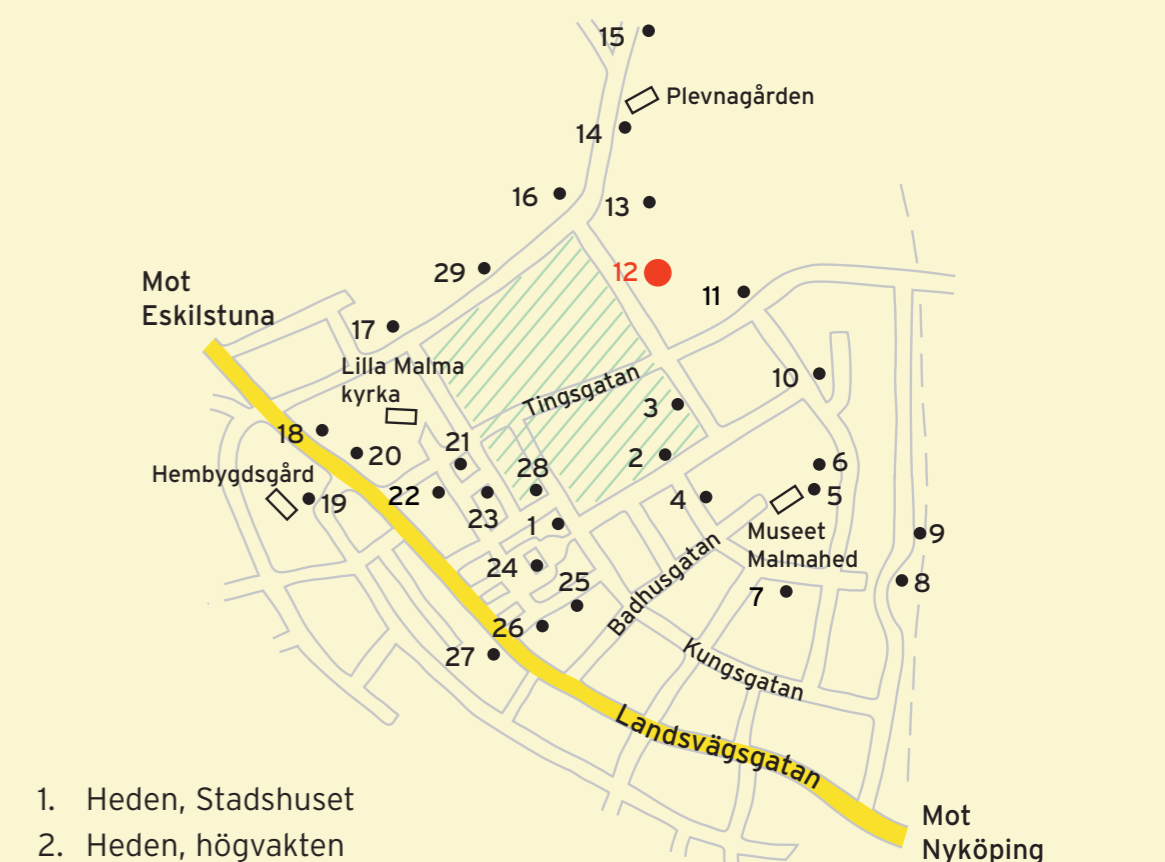 15
Plevnagården
14
16
13
12
29
11
Mot
Eskilstuna
17
Lilla Malma
kyrka
Tingsgatan
10
3
18
20
21
2
6
Hembygdsgård
28
19
22
23
4
5
1
Museet
Malmahed
9
24
25
Badhusgatan
7
8
26
27
Kungsgatan
Landsvägsgatan
1. Heden, Stadshuset
2. Heden, högvakten
Mot
Nyköping